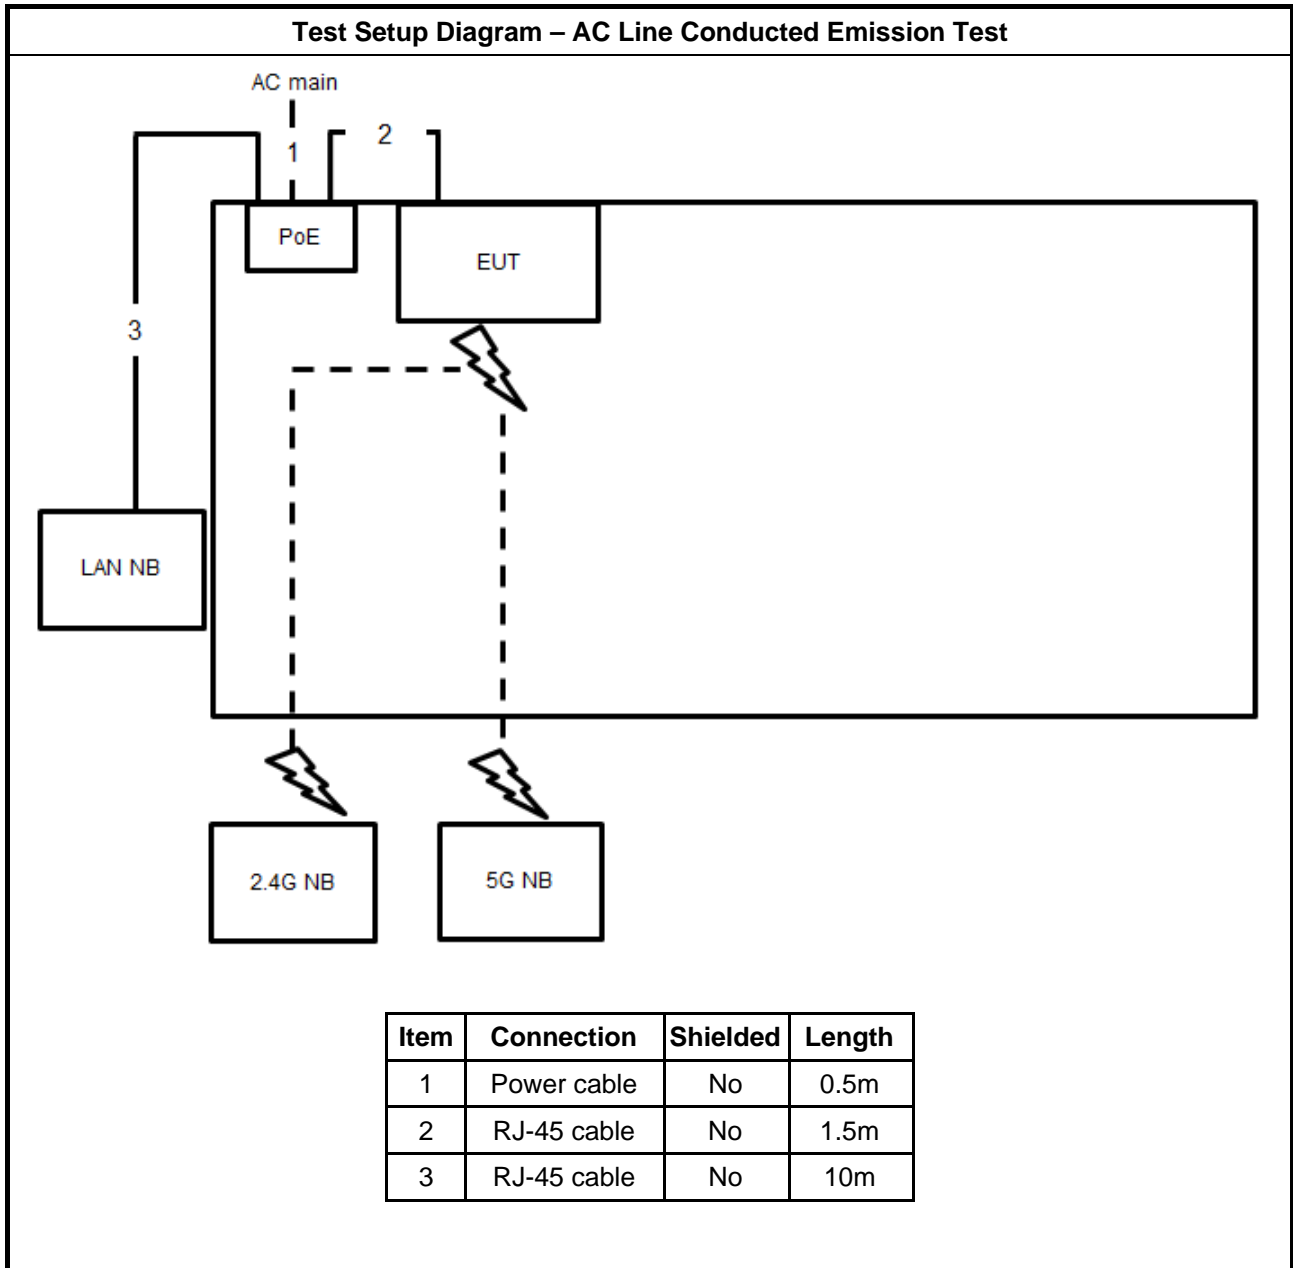 Test Setup Diagram – AC Line Conducted Emission Test
AC main
1
2
PoE
EUT
3
LAN NB
2.4G NB
5G NB
Item Connection Shielded Length
1 Power cable No 0.5m
2 RJ-45 cable No 1.5m
3 RJ-45 cable No 10m